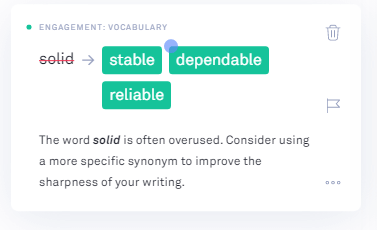 ENGAGEMENT: VOCABULARY
solid → stable dependable
reliable
The word solid is often overused. Consider using
a more specific synonym to improve the
sharpness of your writing.